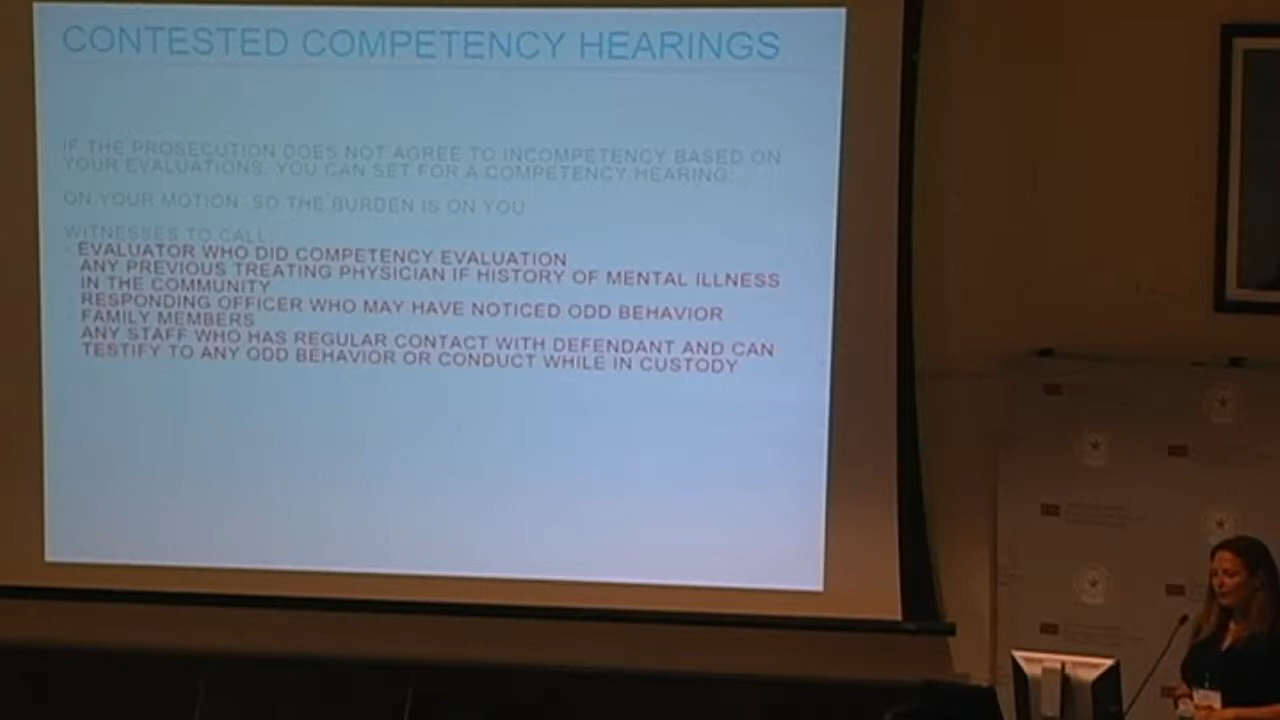 CONTESTED COMPETENCY HEARINGS
IF THE PROSECUTION DOES NOT AGREE TO INCOMPETENCY BASED ON
YOUR EVALUATIONS, YOU CAN SET FOR A COMPETENCY HEARING:
ON YOUR MOTION, SO THE BURDEN IS ON YOU
WITNESSES TO CALL:
- EVALUATOR WHO DID COMPETENCY EVALUATION
- ANY PREVIOUS TREATING PHYSICIAN IF HISTORY OF MENTAL ILLNESS
IN THE COMMUNITY
- RESPONDING OFFICER WHO MAY HAVE NOTICED ODD BEHAVIOR
- FAMILY MEMBERS
- ANY STAFF WHO HAS REGULAR CONTACT WITH DEFENDANT AND CAN
TESTIFY TO ANY ODD BEHAVIOR OR CONDUCT WHILE IN CUSTODY